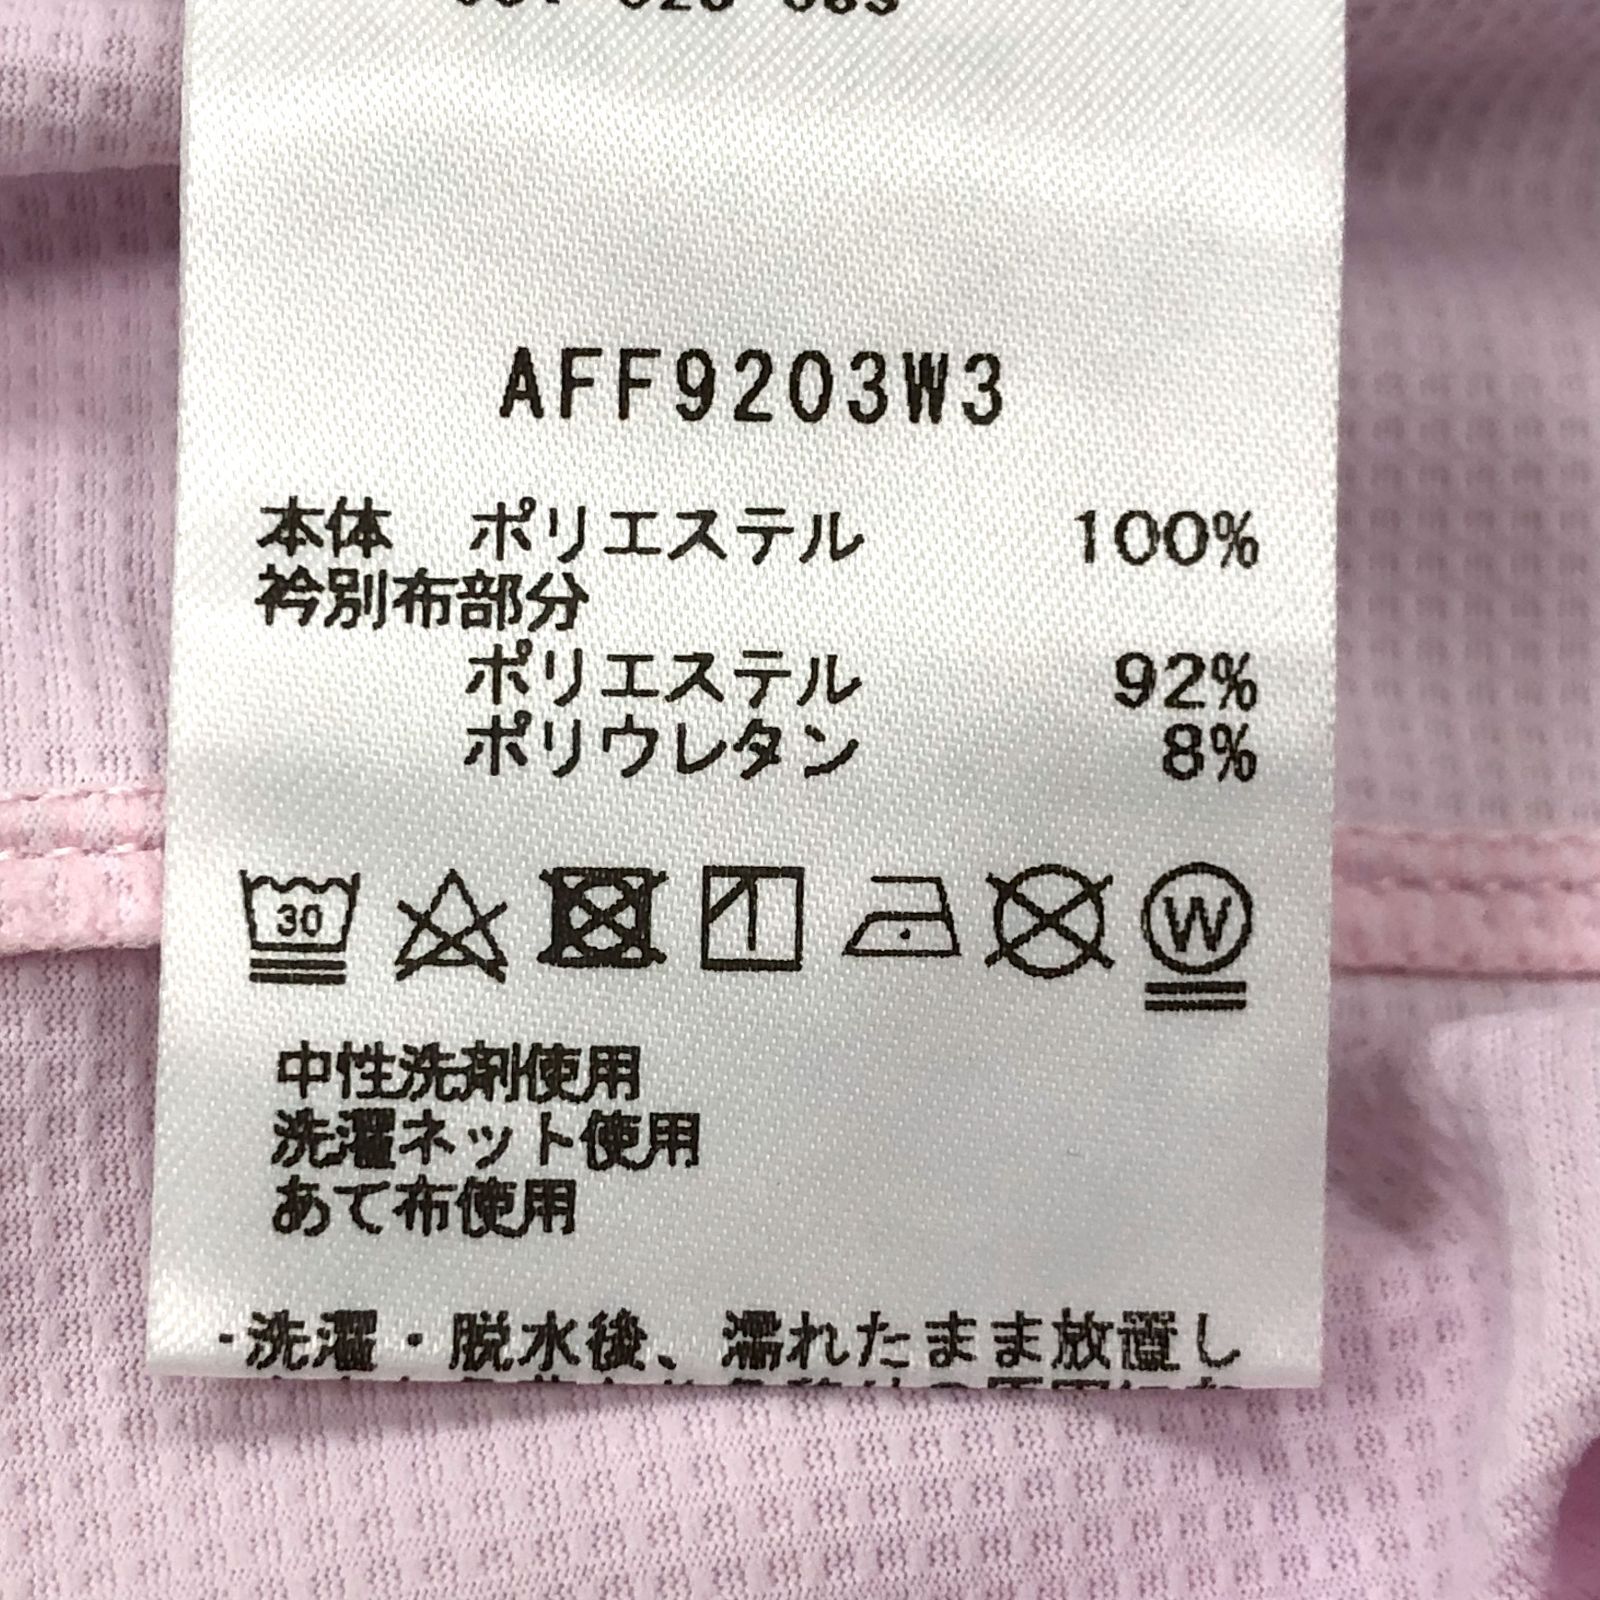 AFF9203W3
本体 ポリエステル 100%
衿別布部分
ポリエステル 92%
ポリウレタン 8%
30
W
中性洗剤使用
洗濯ネット使用
あて布使用
・洗濯・脱水後、濡れたまま放置し